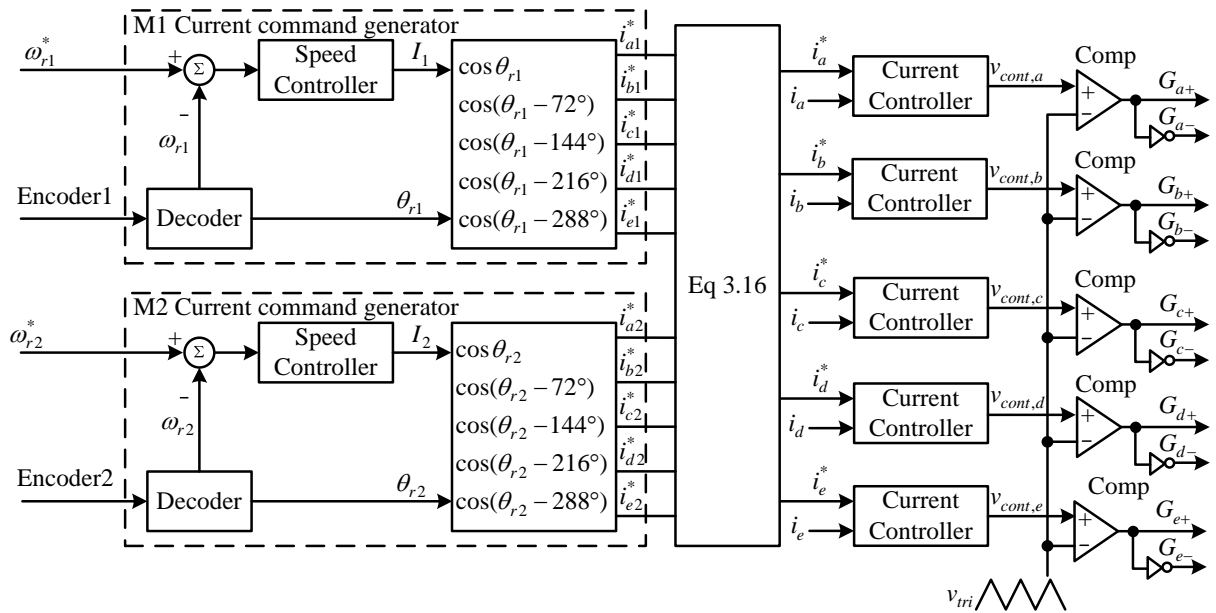 M1 Current command generator
ω*r1
+
Σ
−
Speed
Controller
I1
ωr1
Encoder1
Decoder
θr1
cosθr1
cos(θr1 − 72°)
cos(θr1 − 144°)
cos(θr1 − 216°)
cos(θr1 − 288°)
i*a1
i*b1
i*c1
i*d1
i*e1
M2 Current command generator
ω*r2
+
Σ
−
Speed
Controller
I2
ωr2
Encoder2
Decoder
θr2
cosθr2
cos(θr2 − 72°)
cos(θr2 − 144°)
cos(θr2 − 216°)
cos(θr2 − 288°)
i*a2
i*b2
i*c2
i*d2
i*e2
Eq 3.16
i*a
ia
Current
Controller
vcont,a
Comp
+
−
Ga+
Ga−
i*b
ib
Current
Controller
vcont,b
Comp
+
−
Gb+
Gb−
i*c
ic
Current
Controller
vcont,c
Comp
+
−
Gc+
Gc−
i*d
id
Current
Controller
vcont,d
Comp
+
−
Gd+
Gd−
i*e
ie
Current
Controller
vcont,e
Comp
+
−
Ge+
Ge−
vtri